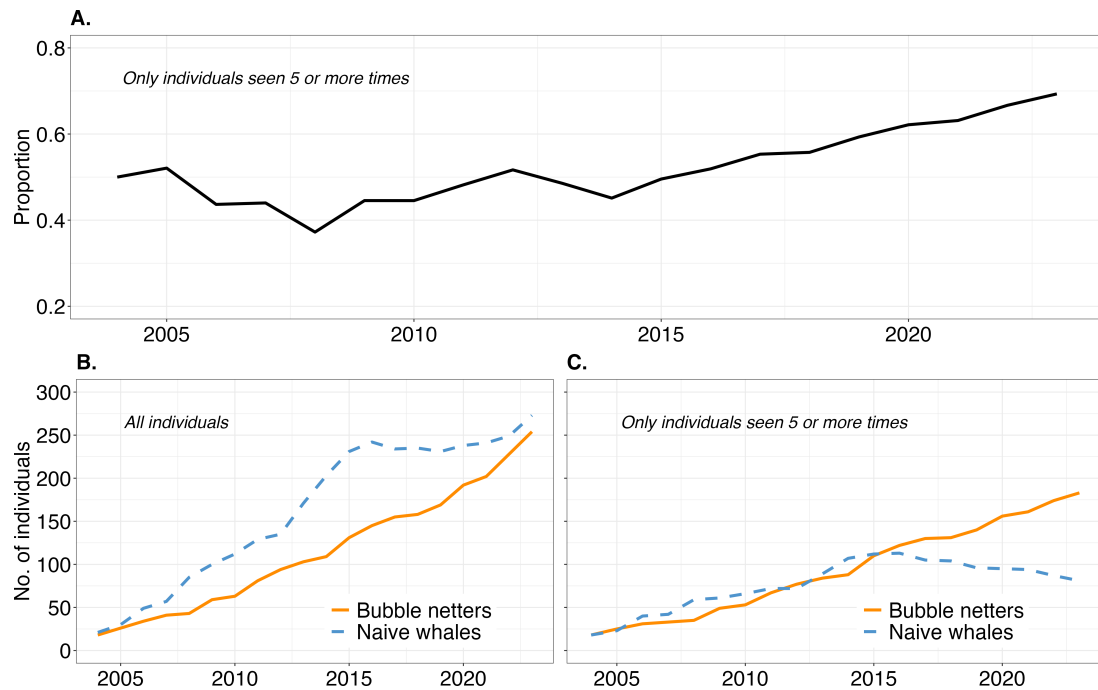 A.
0.8
0.6
0.4
0.2
Proportion
Only individuals seen 5 or more times
2005 2010 2015 2020
B.
300
250
200
150
100
50
0
No. of individuals
All individuals
Bubble netters
Naive whales
2005 2010 2015 2020
C.
Only individuals seen 5 or more times
Bubble netters
Naive whales
2005 2010 2015 2020